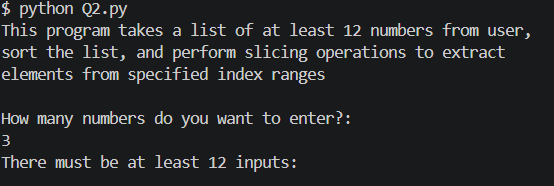 $ python Q2.py
This program takes a list of at least 12 numbers from user,
sort the list, and perform slicing operations to extract
elements from specified index ranges
How many numbers do you want to enter?:
3
There must be at least 12 inputs: